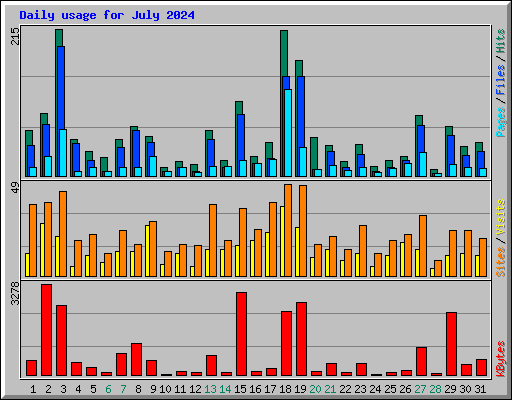 Daily usage for July 2024
215
Pages / Files / Hits
49
Sites / Visits
3278
KBytes
1 2 3 4 5 6 7 8 9 10 11 12 13 14 15 16 17 18 19 20 21 22 23 24 25 26 27 28 29 30 31